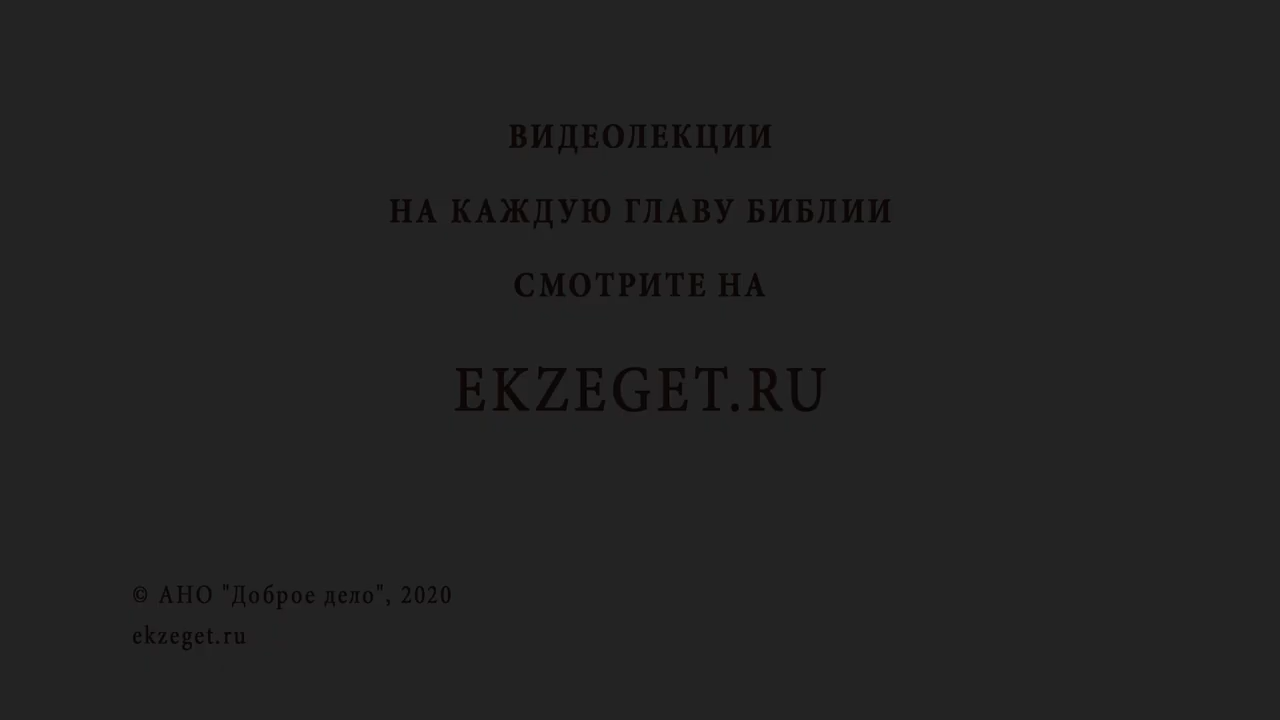 ВИДЕОЛЕКЦИИ
НА КАЖДУЮ ГЛАВУ БИБЛИИ
СМОТРИТЕ НА
EKZEGET.RU
© АНО "Доброе дело", 2020
ekzeget.ru